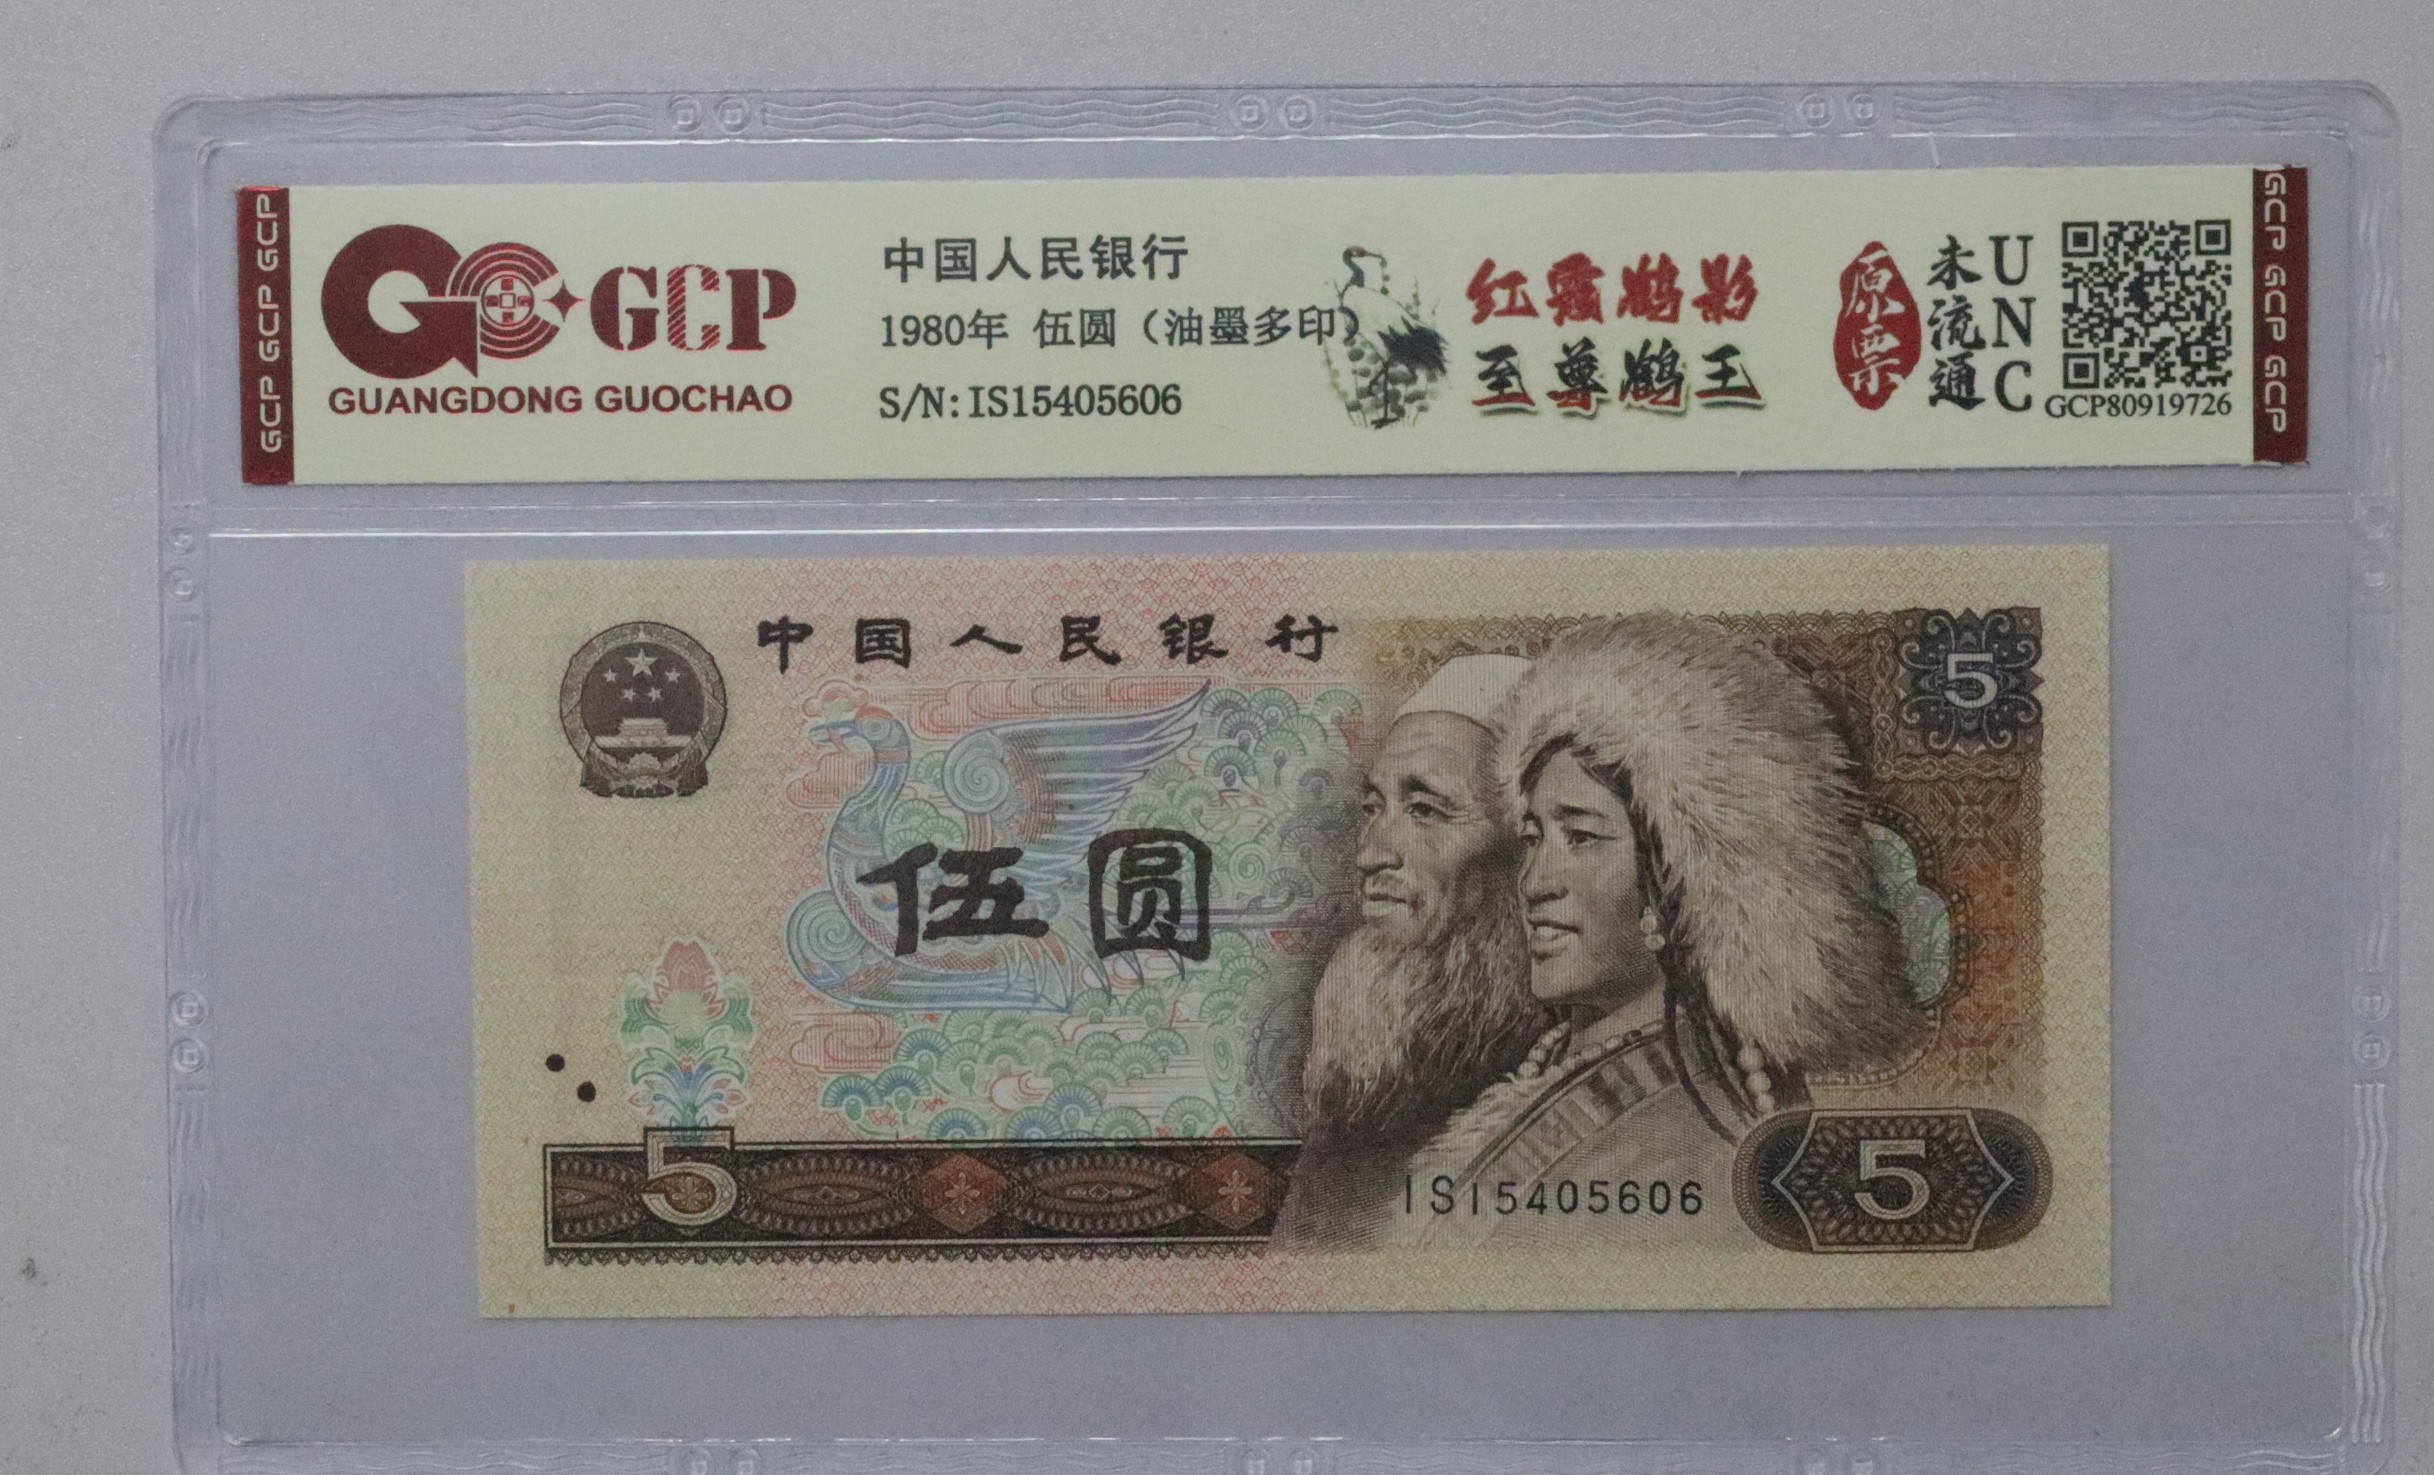 GCP GCP GCP
GCP
GUANGDONG GUOCHAO
中国人民银行
1980年 伍圆（油墨多印）
S/N:IS15405606
红霞鹤影
至尊鹤王
原票
未流通
UNC
GCP80919726
GCP GCP GCP
中国人民银行
5
伍圆
5
IS15405606
5